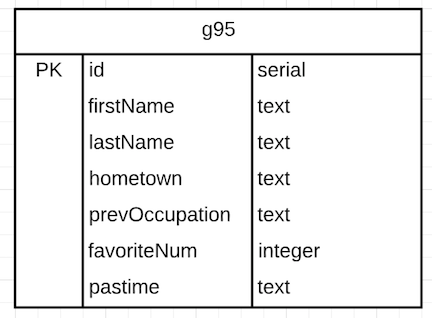 g95
PK id serial
firstName text
lastName text
hometown text
prevOccupation text
favoriteNum integer
pastime text